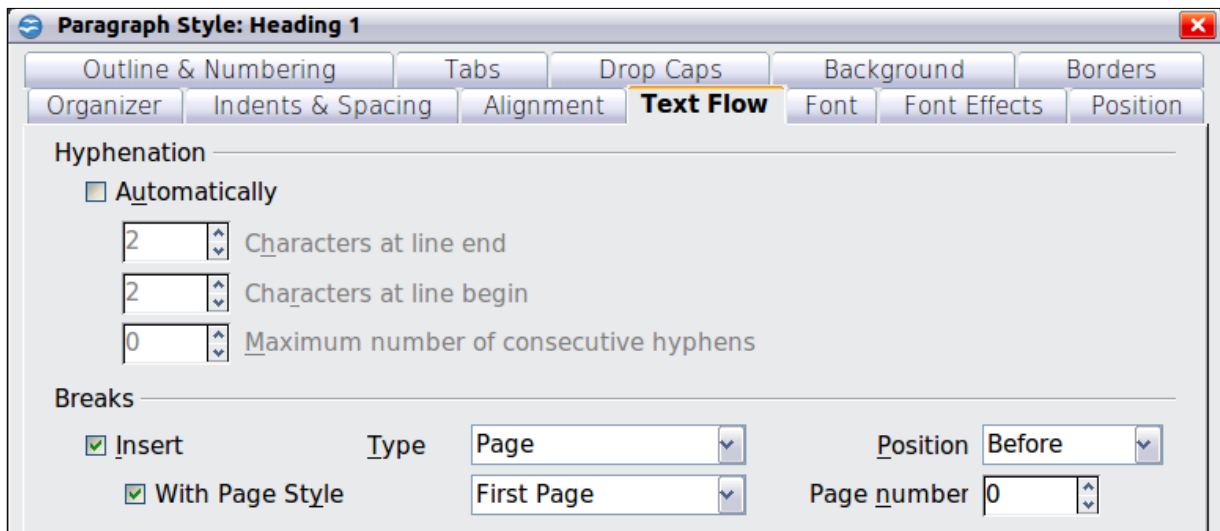 Paragraph Style: Heading 1
Outline & Numbering Tabs Drop Caps Background Borders
Organizer Indents & Spacing Alignment Text Flow Font Font Effects Position
Hyphenation
Automatically
2 Characters at line end
2 Characters at line begin
0 Maximum number of consecutive hyphens
Breaks
Insert Type Page Position Before
With Page Style First Page Page number 0